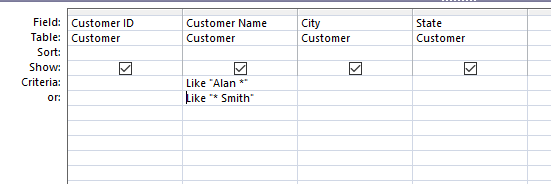 Field: Customer ID Customer Name City State
Table: Customer Customer Customer Customer
Sort:
Show:
Criteria: Like "Alan *"
or: Like "* Smith"